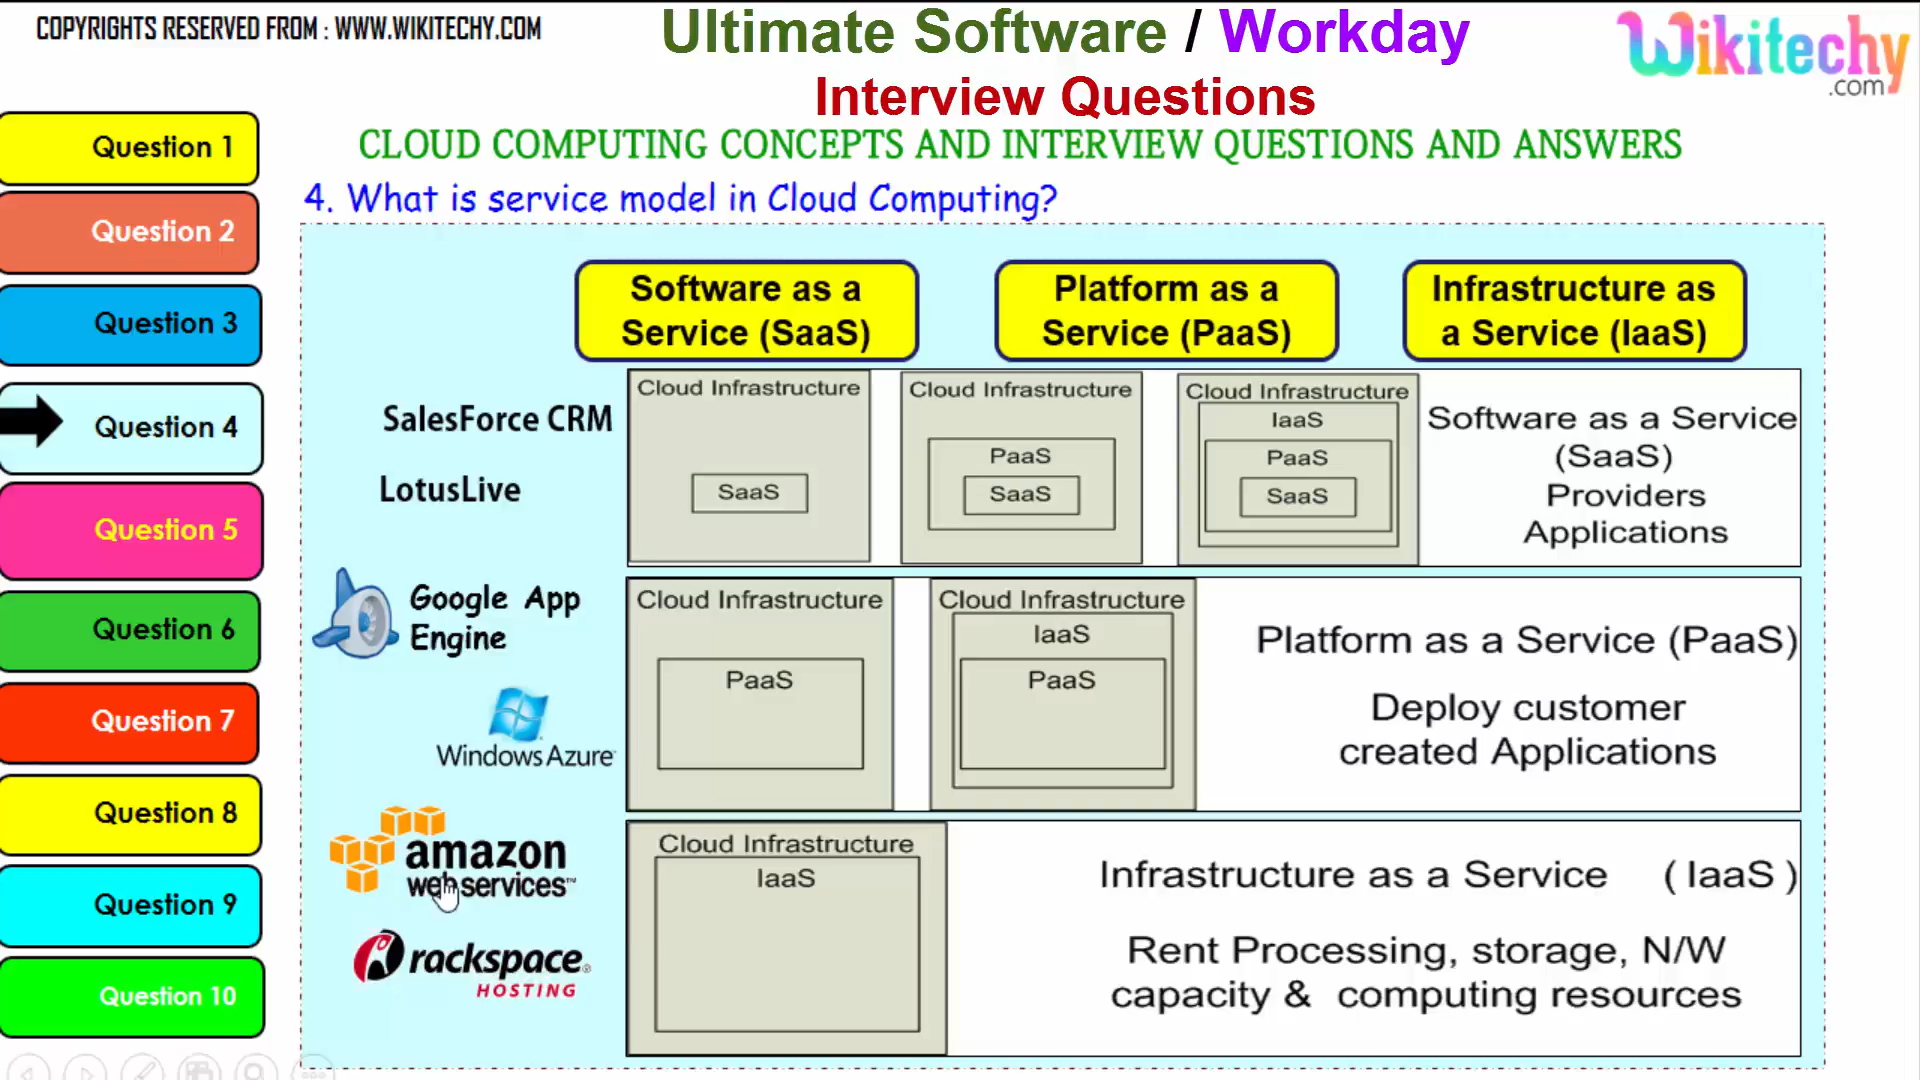 COPYRIGHTS RESERVED FROM : WWW.WIKITECHY.COM
Ultimate Software / Workday
Interview Questions
Wikitechy
.com
CLOUD COMPUTING CONCEPTS AND INTERVIEW QUESTIONS AND ANSWERS
4. What is service model in Cloud Computing?
Question 1
Question 2
Question 3
Question 4
Question 5
Question 6
Question 7
Question 8
Question 9
Question 10
Software as a
Service (SaaS)
Platform as a
Service (PaaS)
Infrastructure as
a Service (IaaS)
SalesForce CRM
LotusLive
Cloud Infrastructure
SaaS
Cloud Infrastructure
PaaS
SaaS
Cloud Infrastructure
IaaS
PaaS
SaaS
Software as a Service
(SaaS)
Providers
Applications
Google App
Engine
Windows Azure
Cloud Infrastructure
PaaS
Cloud Infrastructure
IaaS
PaaS
Platform as a Service (PaaS)
Deploy customer
created Applications
amazon
webservices™
rackspace®
HOSTING
Cloud Infrastructure
IaaS
Infrastructure as a Service ( IaaS )
Rent Processing, storage, N/W
capacity & computing resources